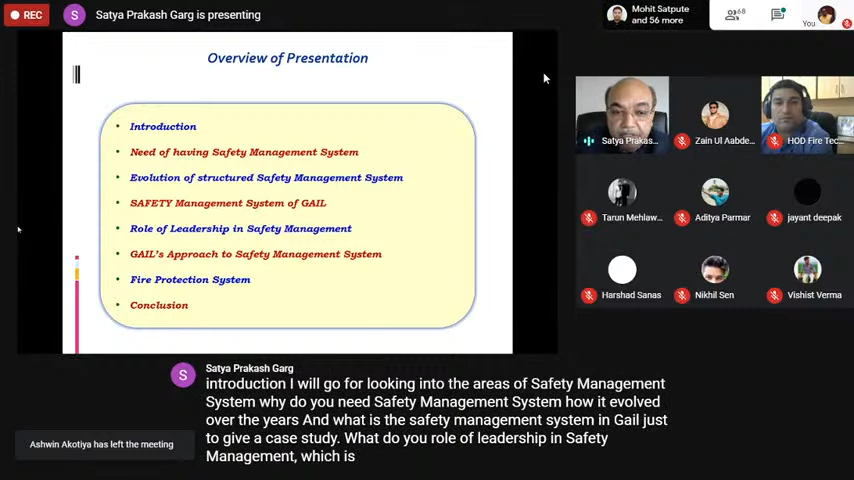 REC
S
Satya Prakash Garg is presenting
Mohit Satpute
and 56 more
68
You
Overview of Presentation
• Introduction
• Need of having Safety Management System
• Evolution of structured Safety Management System
• SAFETY Management System of GAIL
• Role of Leadership in Safety Management
• GAIL's Approach to Safety Management System
• Fire Protection System
• Conclusion
Satya Prakas...
Zain Ul Aabde...
HOD Fire Tec...
Tarun Mehlaw...
Aditya Parmar
jayant deepak
Harshad Sanas
Nikhil Sen
Vishist Verma
S
Satya Prakash Garg
introduction I will go for looking into the areas of Safety Management
System why do you need Safety Management System how it evolved
over the years And what is the safety management system in Gail just
to give a case study. What do you role of leadership in Safety
Management, which is
Ashwin Akotiya has left the meeting